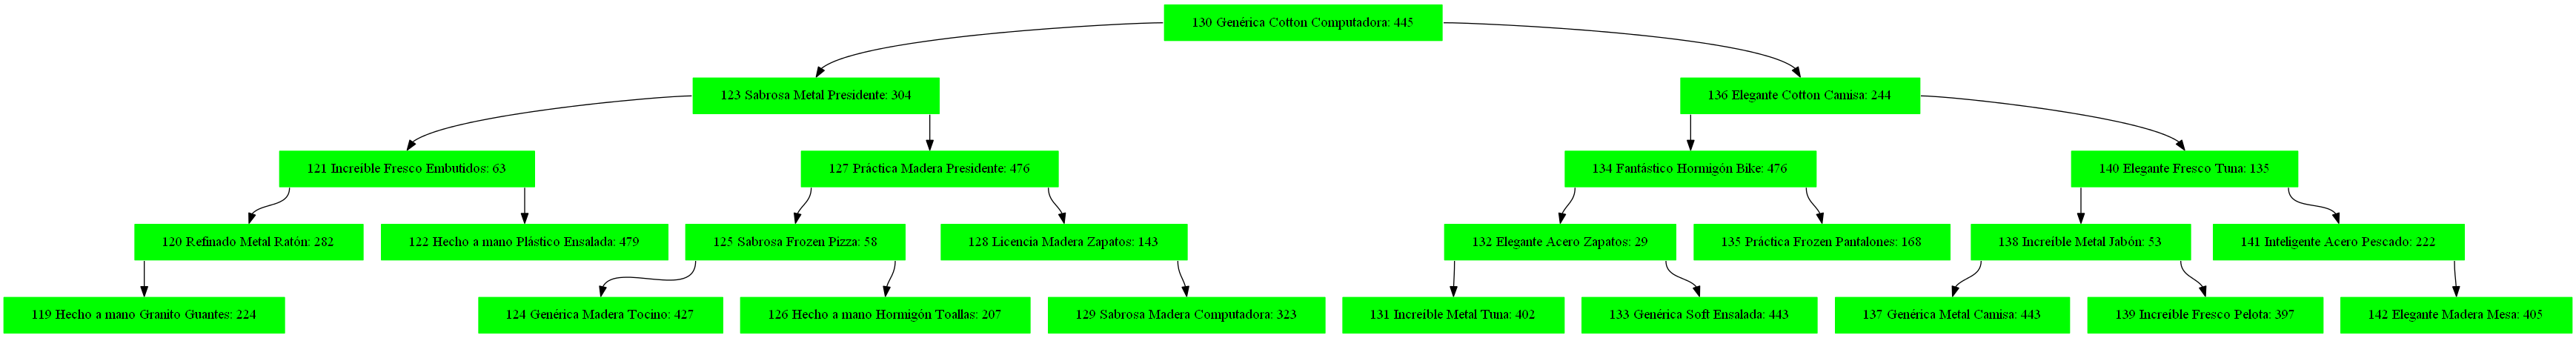 130 Genérica Cotton Computadora: 445
123 Sabrosa Metal Presidente: 304
136 Elegante Cotton Camisa: 244
121 Increíble Fresco Embutidos: 63
127 Práctica Madera Presidente: 476
134 Fantástico Hormigón Bike: 476
140 Elegante Fresco Tuna: 135
120 Refinado Metal Ratón: 282
122 Hecho a mano Plástico Ensalada: 479
125 Sabrosa Frozen Pizza: 58
128 Licencia Madera Zapatos: 143
132 Elegante Acero Zapatos: 29
135 Práctica Frozen Pantalones: 168
138 Increíble Metal Jabón: 53
141 Inteligente Acero Pescado: 222
119 Hecho a mano Granito Guantes: 224
124 Genérica Madera Tocino: 427
126 Hecho a mano Hormigón Toallas: 207
129 Sabrosa Madera Computadora: 323
131 Increíble Metal Tuna: 402
133 Genérica Soft Ensalada: 443
137 Genérica Metal Camisa: 443
139 Increíble Fresco Pelota: 397
142 Elegante Madera Mesa: 405